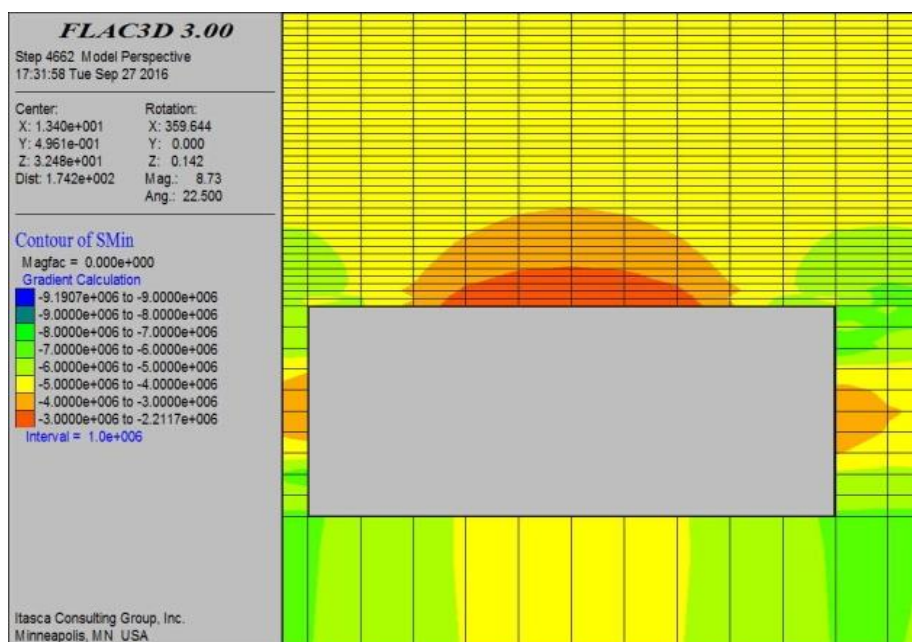 FLAC3D 3.00
Step 4662 Model Perspective
17:31:58 Tue Sep 27 2016
Center: Rotation:
X: 1.340e+001 X: 359.644
Y: 4.961e-001 Y: 0.000
Z: 3.248e+001 Z: 0.142
Dist: 1.742e+002 Mag.: 8.73
Ang.: 22.500
Contour of SMin
Magfac = 0.000e+000
Gradient Calculation
-9.1907e+006 to -9.0000e+006
-9.0000e+006 to -8.0000e+006
-8.0000e+006 to -7.0000e+006
-7.0000e+006 to -6.0000e+006
-6.0000e+006 to -5.0000e+006
-5.0000e+006 to -4.0000e+006
-4.0000e+006 to -3.0000e+006
-3.0000e+006 to -2.2117e+006
Interval = 1.0e+006
Itasca Consulting Group, Inc.
Minneapolis, MN USA